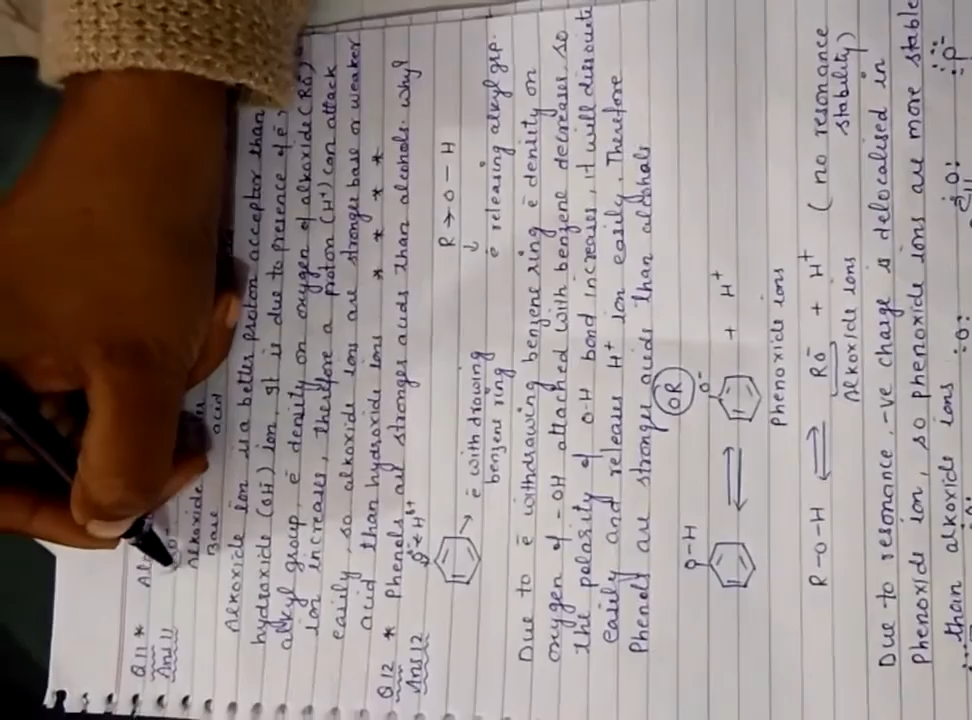 Q11 * Al
Ans11
Alkoxide
Base acid
Alkoxide ion is a better proton acceptor than
hydroxide (OH̄) ion. It is due to presence of ē,
alkyl group, ē density on oxygen of alkoxide (RŌ)
ion increases, therefore a proton (H⁺) can attack
easily, so alkoxide ions are stronger base or weaker
acid than hydroxide ions * * * * *
Q12 * Phenols are stronger acids than alcohols. why
Ans12
O H δ+ R → O - H
→ ē withdrawing ē releasing alkyl grp.
benzene ring
Due to ē withdrawing benzene ring ē density on
oxygen of -OH attached with benzene decreases, so
the polarity of O-H bond increases, it will dissociate
easily and releases H⁺ ion easily. Therefore
Phenols are stronger acids than alcohols
OR
O-H ⇌ O⁻ + H⁺
Phenoxide ions
R-O-H ⇌ RŌ + H⁺ (no resonance
Alkoxide ions stability)
Due to resonance, -ve charge is delocalised in
Phenoxide ion, so phenoxide ions are more stable
than alkoxide ions